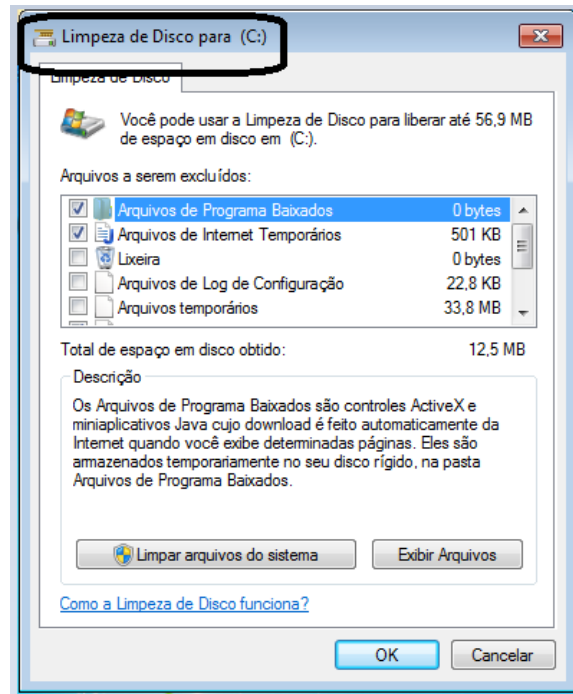 Limpeza de Disco para (C:)
Limpeza de Disco
Você pode usar a Limpeza de Disco para liberar até 56,9 MB
de espaço em disco em (C:).
Arquivos a serem excluídos:
Arquivos de Programa Baixados 0 bytes
Arquivos de Internet Temporários 501 KB
Lixeira 0 bytes
Arquivos de Log de Configuração 22,8 KB
Arquivos temporários 33,8 MB
Total de espaço em disco obtido: 12,5 MB
Descrição
Os Arquivos de Programa Baixados são controles ActiveX e
miniaplicativos Java cujo download é feito automaticamente da
Internet quando você exibe determinadas páginas. Eles são
armazenados temporariamente no seu disco rígido, na pasta
Arquivos de Programa Baixados.
Limpar arquivos do sistema Exibir Arquivos
Como a Limpeza de Disco funciona?
OK Cancelar